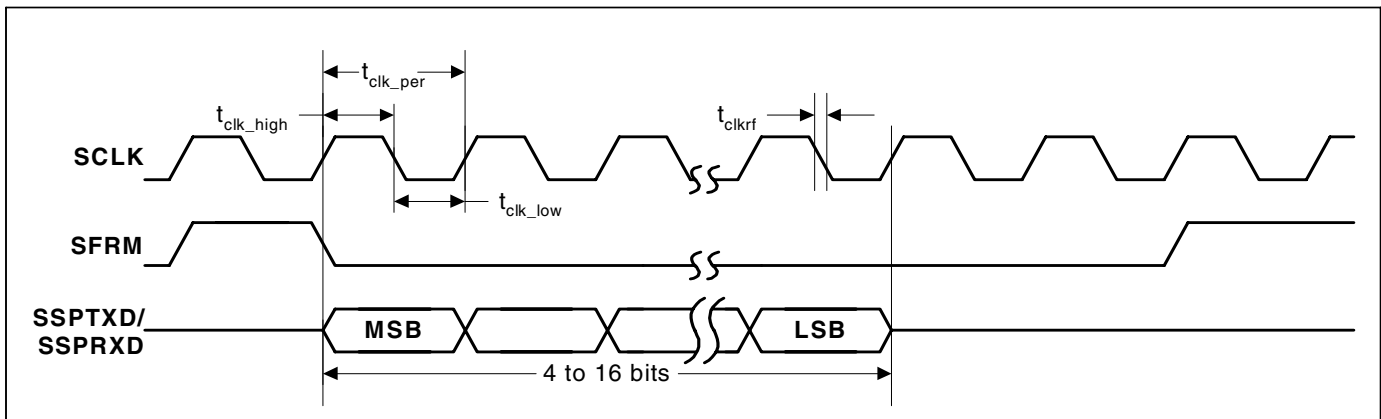 t_clk_per
t_clk_high
t_clkrf
SCLK
t_clk_low
SFRM
SSPTXD/
SSPRXD
MSB
LSB
4 to 16 bits